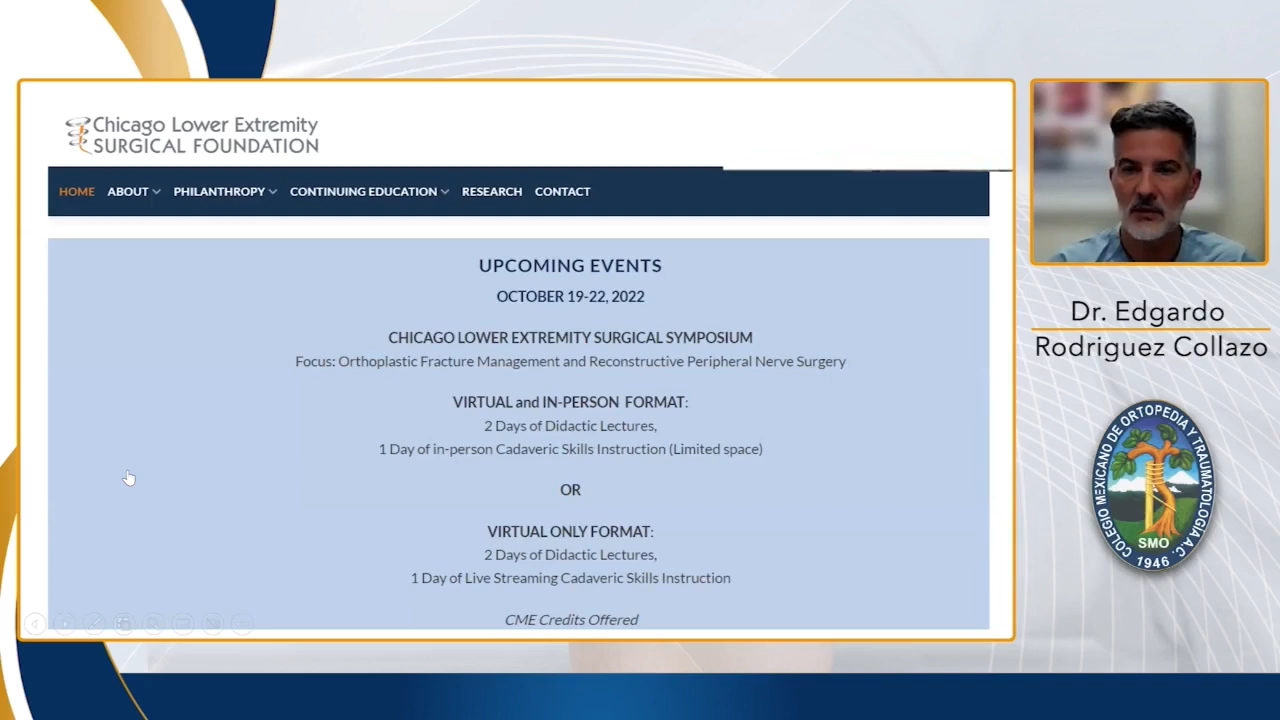 Chicago Lower Extremity
SURGICAL FOUNDATION
HOME ABOUT PHILANTHROPY CONTINUING EDUCATION RESEARCH CONTACT
UPCOMING EVENTS
OCTOBER 19-22, 2022
CHICAGO LOWER EXTREMITY SURGICAL SYMPOSIUM
Focus: Orthoplastic Fracture Management and Reconstructive Peripheral Nerve Surgery
VIRTUAL and IN-PERSON FORMAT:
2 Days of Didactic Lectures,
1 Day of in-person Cadaveric Skills Instruction (Limited space)
OR
VIRTUAL ONLY FORMAT:
2 Days of Didactic Lectures,
1 Day of Live Streaming Cadaveric Skills Instruction
CME Credits Offered
Dr. Edgardo
Rodriguez Collazo
COLEGIO MEXICANO DE ORTOPEDIA Y TRAUMATOLOGIA A.C.
SMO
1946